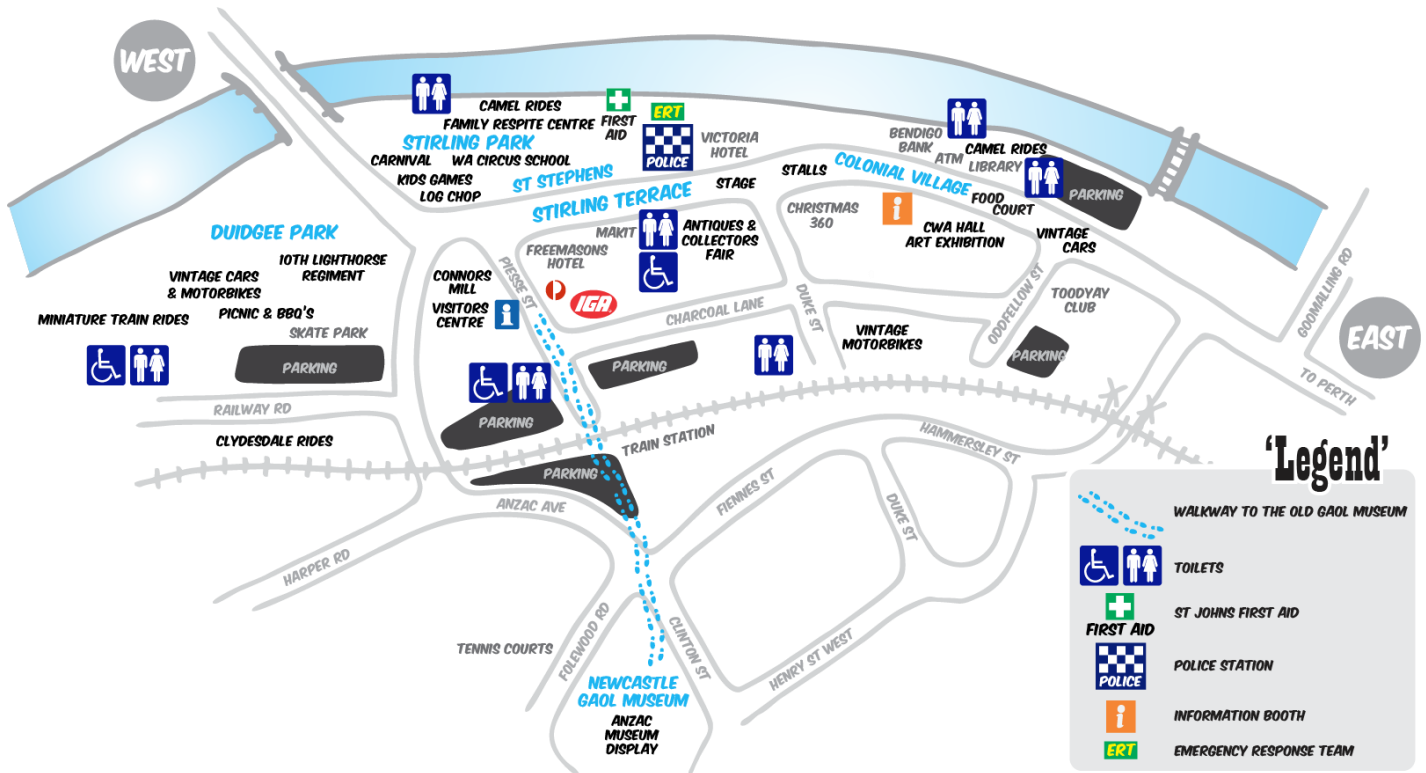 WEST
CAMEL RIDES
FAMILY RESPITE CENTRE
FIRST
AID
ERT
POLICE
STIRLING PARK
CARNIVAL
WA CIRCUS SCHOOL
KIDS GAMES
LOG CHOP
ST STEPHENS
VICTORIA
HOTEL
STIRLING TERRACE
STAGE
STALLS
BENDIGO
BANK
ATM
CAMEL RIDES
LIBRARY
COLONIAL VILLAGE
PARKING
FOOD
COURT
CHRISTMAS
360
i
CWA HALL
ART EXHIBITION
VINTAGE
CARS
DUIDGEE PARK
10TH LIGHTHORSE
REGIMENT
VINTAGE CARS
& MOTORBIKES
PICNIC & BBQ'S
MINIATURE TRAIN RIDES
SKATE PARK
PARKING
RAILWAY RD
CLYDESDALE RIDES
CONNORS
MILL
VISITORS
CENTRE
i
PIESSE ST
MAKIT
FREEMASONS
HOTEL
ANTIQUES &
COLLECTORS
FAIR
IGA
CHARCOAL LANE
DUKE ST
VINTAGE
MOTORBIKES
ODDFELLOW ST
TOODYAY
CLUB
PARKING
GOOMALLING RD
EAST
TO PERTH
PARKING
PARKING
TRAIN STATION
PARKING
ANZAC AVE
HARPER RD
FIENNES ST
HAMMERSLEY ST
DUKE ST
TENNIS COURTS
FOLEWOOD RD
CLINTON ST
HENRY ST WEST
NEWCASTLE
GAOL MUSEUM
ANZAC
MUSEUM
DISPLAY
'Legend'
WALKWAY TO THE OLD GAOL MUSEUM
TOILETS
FIRST AID
ST JOHNS FIRST AID
POLICE
POLICE STATION
i
INFORMATION BOOTH
ERT
EMERGENCY RESPONSE TEAM